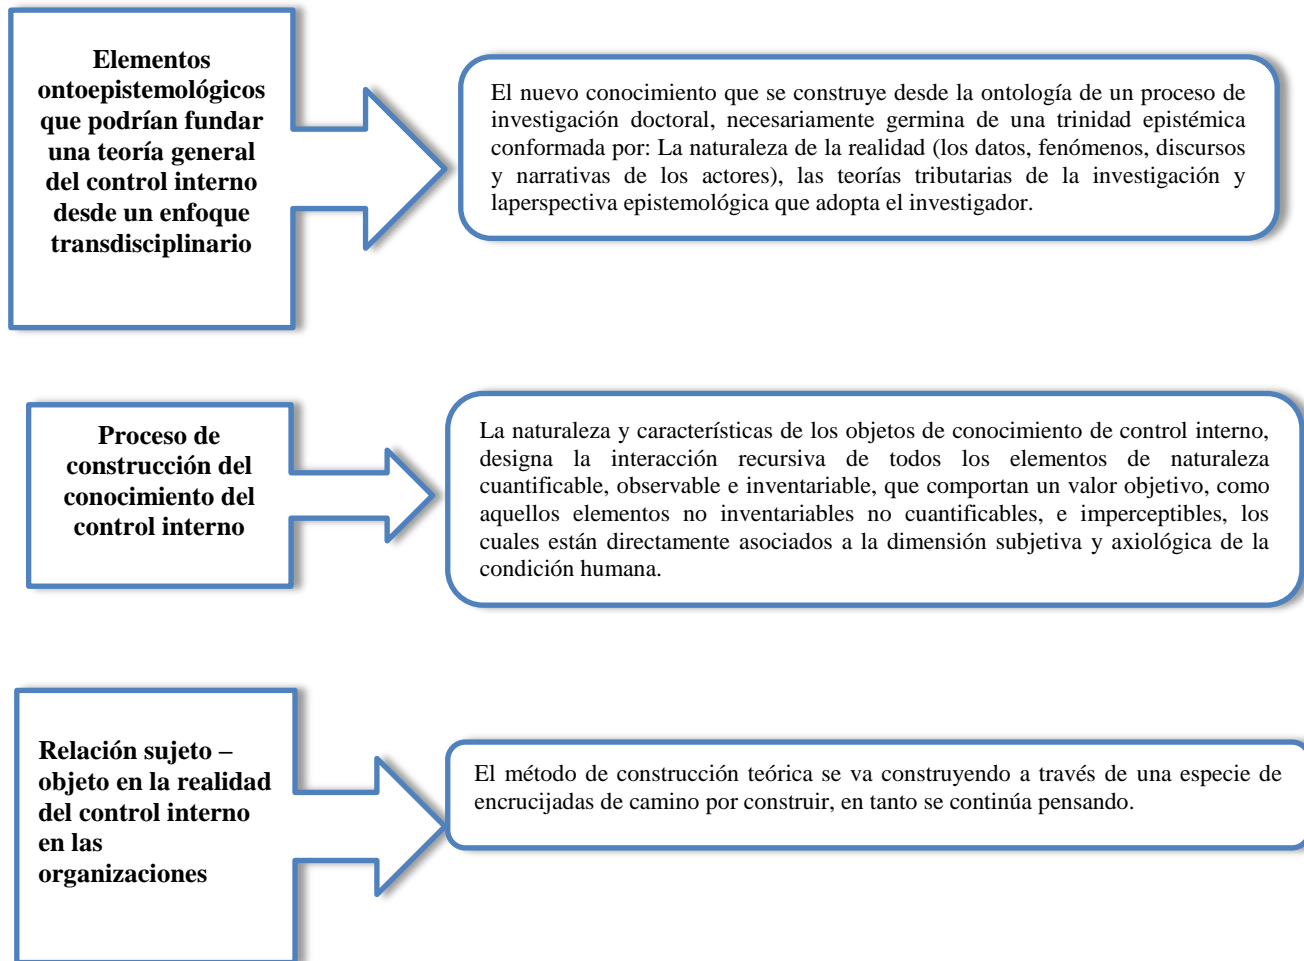 Elementos
ontoepistemológicos
que podrían fundar
una teoría general
del control interno
desde un enfoque
transdisciplinario
El nuevo conocimiento que se construye desde la ontología de un proceso de
investigación doctoral, necesariamente germina de una trinidad epistémica
conformada por: La naturaleza de la realidad (los datos, fenómenos, discursos
y narrativas de los actores), las teorías tributarias de la investigación y
laperspectiva epistemológica que adopta el investigador.
Proceso de
construcción del
conocimiento del
control interno
La naturaleza y características de los objetos de conocimiento de control interno,
designa la interacción recursiva de todos los elementos de naturaleza
cuantificable, observable e inventariable, que comportan un valor objetivo, como
aquellos elementos no inventariables no cuantificables, e imperceptibles, los
cuales están directamente asociados a la dimensión subjetiva y axiológica de la
condición humana.
Relación sujeto –
objeto en la realidad
del control interno
en las
organizaciones
El método de construcción teórica se va construyendo a través de una especie de
encrucijadas de camino por construir, en tanto se continúa pensando.